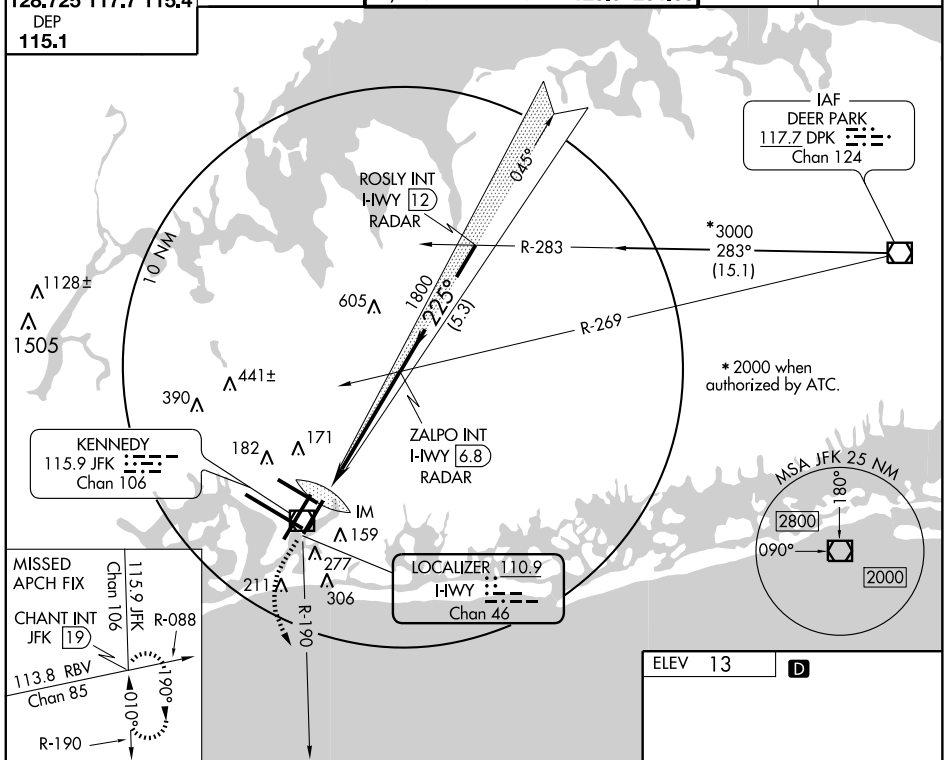 128.725 117.7 115.4
DEP
115.1
IAF
DEER PARK
117.7 DPK
Chan 124
ROSLY INT
I-IWY 12
RADAR
045°
R-283
*3000
283°
(15.1)
10 NM
1128±
1505
605
1800
225°
(5.3)
R-269
* 2000 when
authorized by ATC.
441±
390
KENNEDY
115.9 JFK
Chan 106
182
171
ZALPO INT
I-IWY 6.8
RADAR
IM
159
277
211
306
R-190
LOCALIZER 110.9
I-IWY
Chan 46
MSA JFK 25 NM
180°
2800
090°
2000
MISSED
APCH FIX
CHANT INT
JFK 19
115.9 JFK
Chan 106
R-088
113.8 RBV
Chan 85
190°
010°
R-190
ELEV 13
D